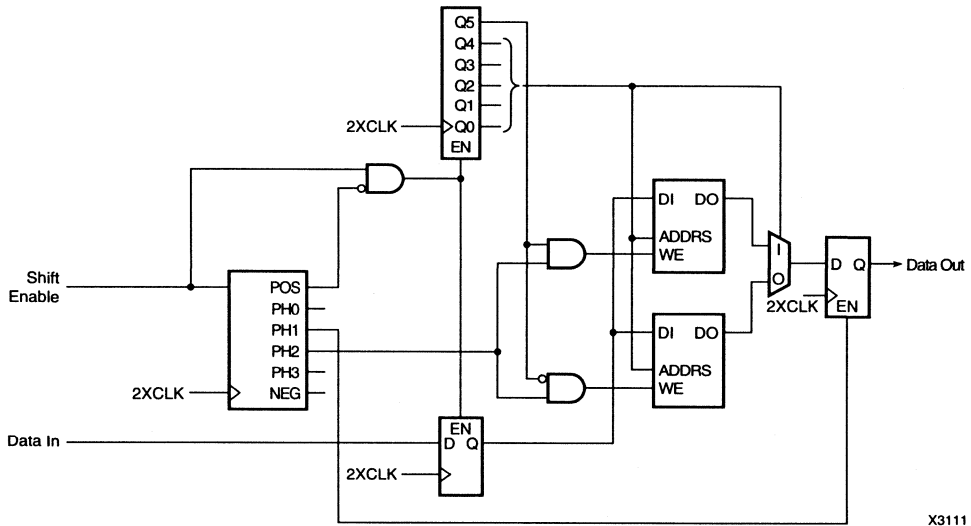 Q5
Q4
Q3
Q2
Q1
2XCLK
Q0
EN
DI DO
ADDRS
WE
I
O
D Q
Data Out
2XCLK
EN
Shift
Enable
POS
PH0
PH1
PH2
PH3
2XCLK
NEG
DI DO
ADDRS
WE
Data In
EN
D Q
2XCLK
X3111